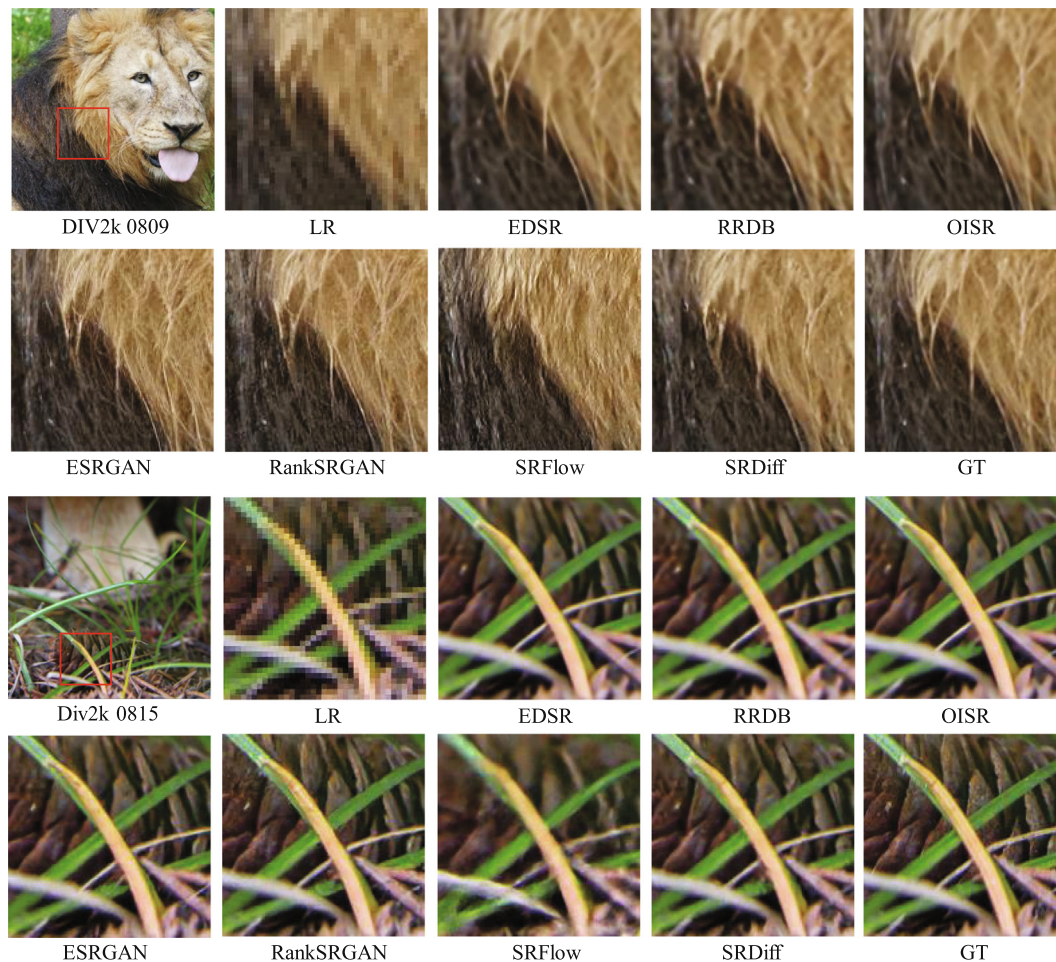 DIV2k 0809 LR EDSR RRDB OISR
ESRGAN RankSRGAN SRFlow SRDiff GT
Div2k 0815 LR EDSR RRDB OISR
ESRGAN RankSRGAN SRFlow SRDiff GT